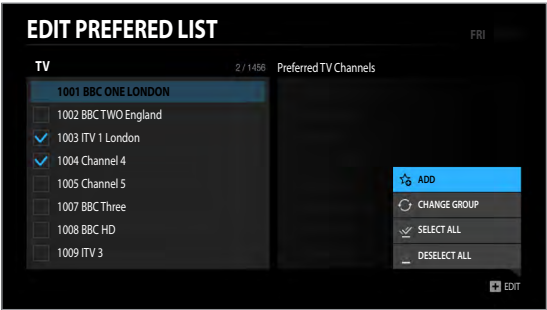 EDIT PREFERED LIST
FRI
TV
2 / 1456
Preferred TV Channels
1001 BBC ONE LONDON
1002 BBC TWO England
1003 ITV 1 London
1004 Channel 4
1005 Channel 5
1007 BBC Three
1008 BBC HD
1009 ITV 3
ADD
CHANGE GROUP
SELECT ALL
DESELECT ALL
EDIT